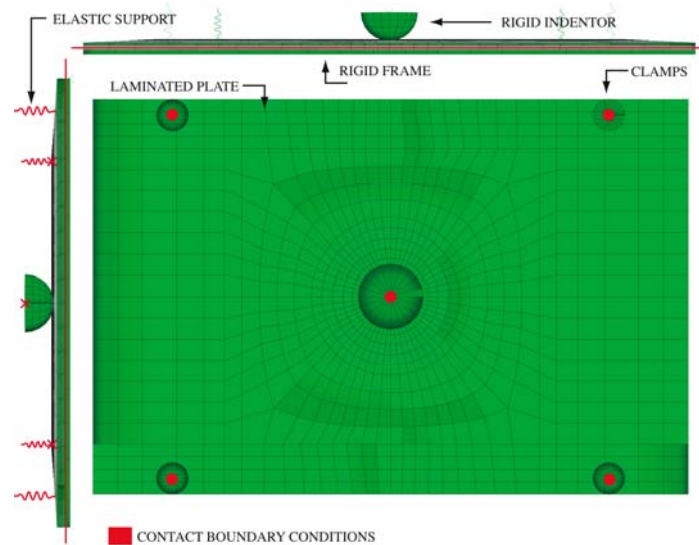 ELASTIC SUPPORT
RIGID INDENTOR
RIGID FRAME
CLAMPS
LAMINATED PLATE
CONTACT BOUNDARY CONDITIONS